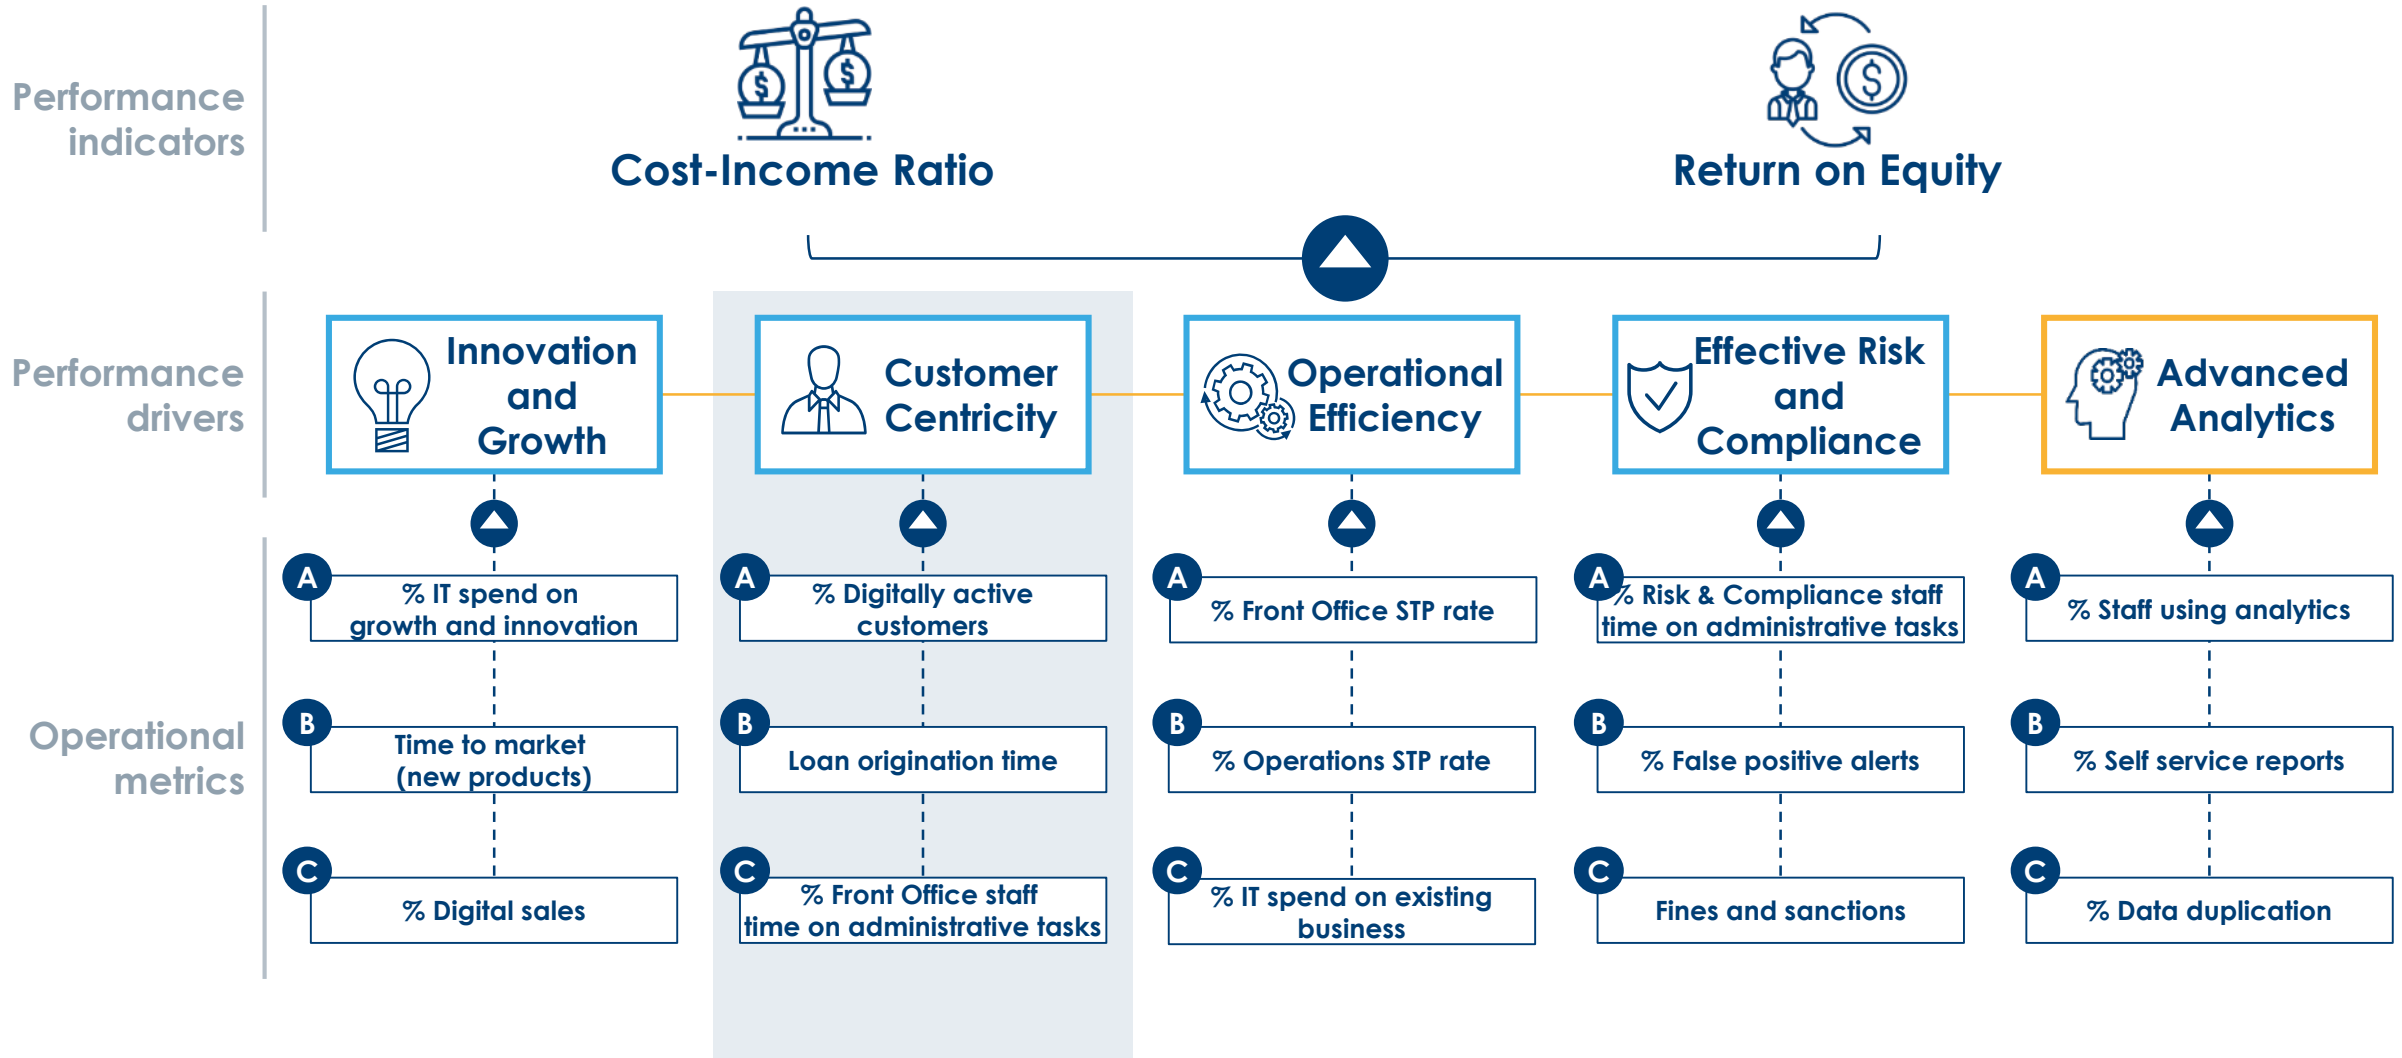 Performance
indicators
Cost-Income Ratio
Return on Equity
Performance
drivers
Innovation
and
Growth
Customer
Centricity
Operational
Efficiency
Effective Risk
and
Compliance
Advanced
Analytics
Operational
metrics
A
% IT spend on
growth and innovation
A
% Digitally active
customers
A
% Front Office STP rate
A
% Risk & Compliance staff
time on administrative tasks
A
% Staff using analytics
B
Time to market
(new products)
B
Loan origination time
B
% Operations STP rate
B
% False positive alerts
B
% Self service reports
C
% Digital sales
C
% Front Office staff
time on administrative tasks
C
% IT spend on existing
business
C
Fines and sanctions
C
% Data duplication